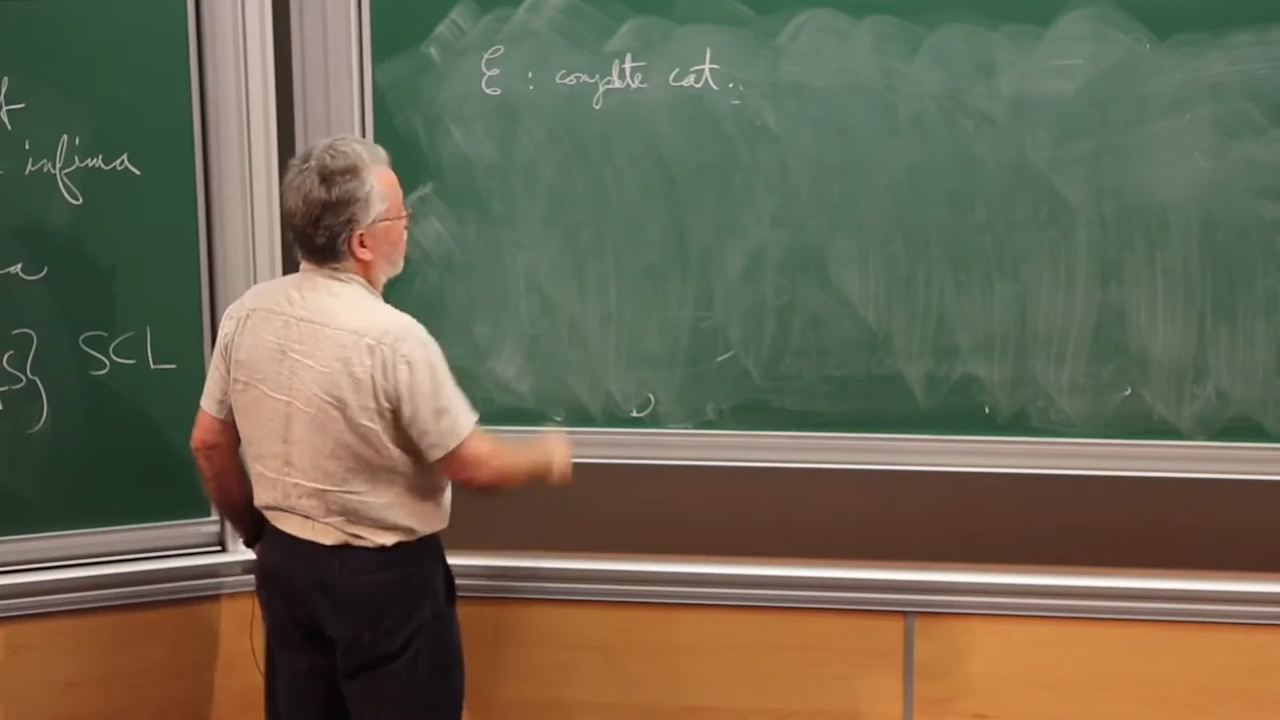 infima
S} SCL
ℰ : complete cat.